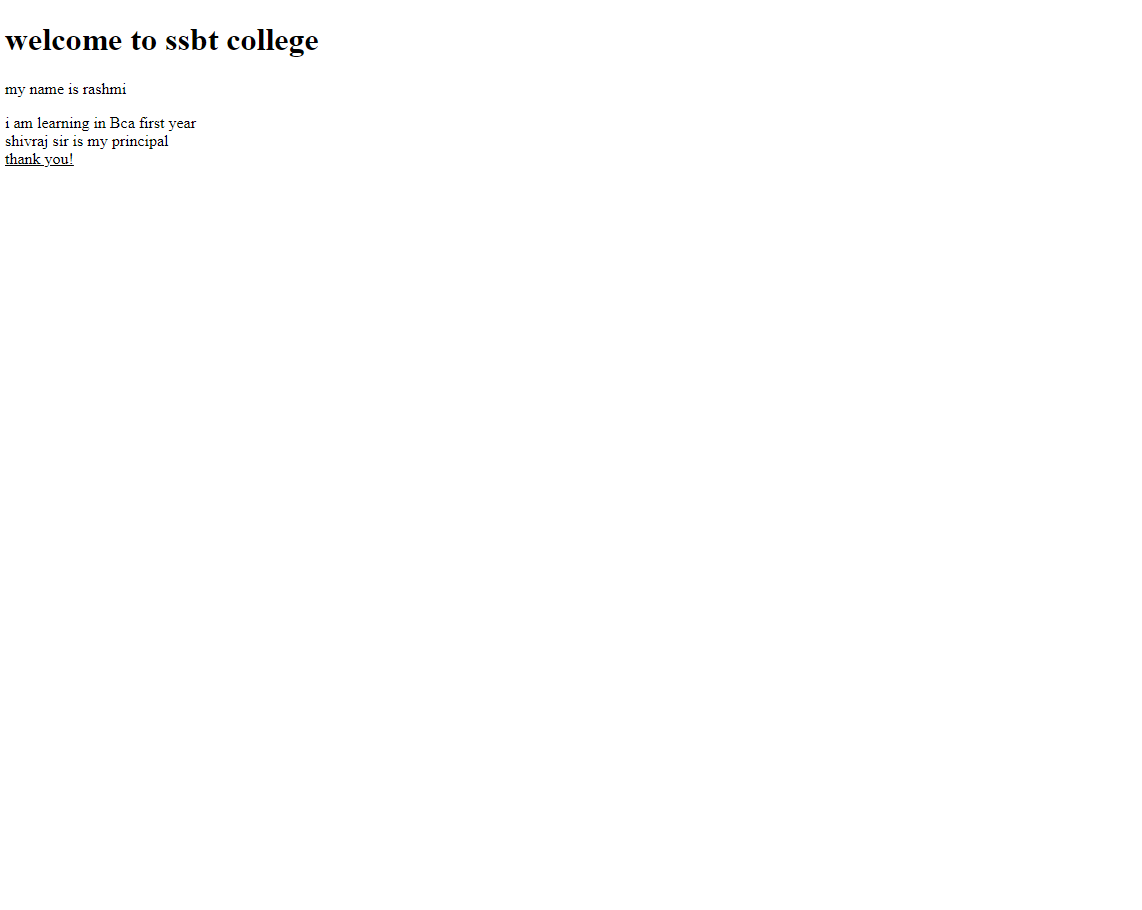 welcome to ssbt college
my name is rashmi
i am learning in Bca first year
shivraj sir is my principal
thank you!